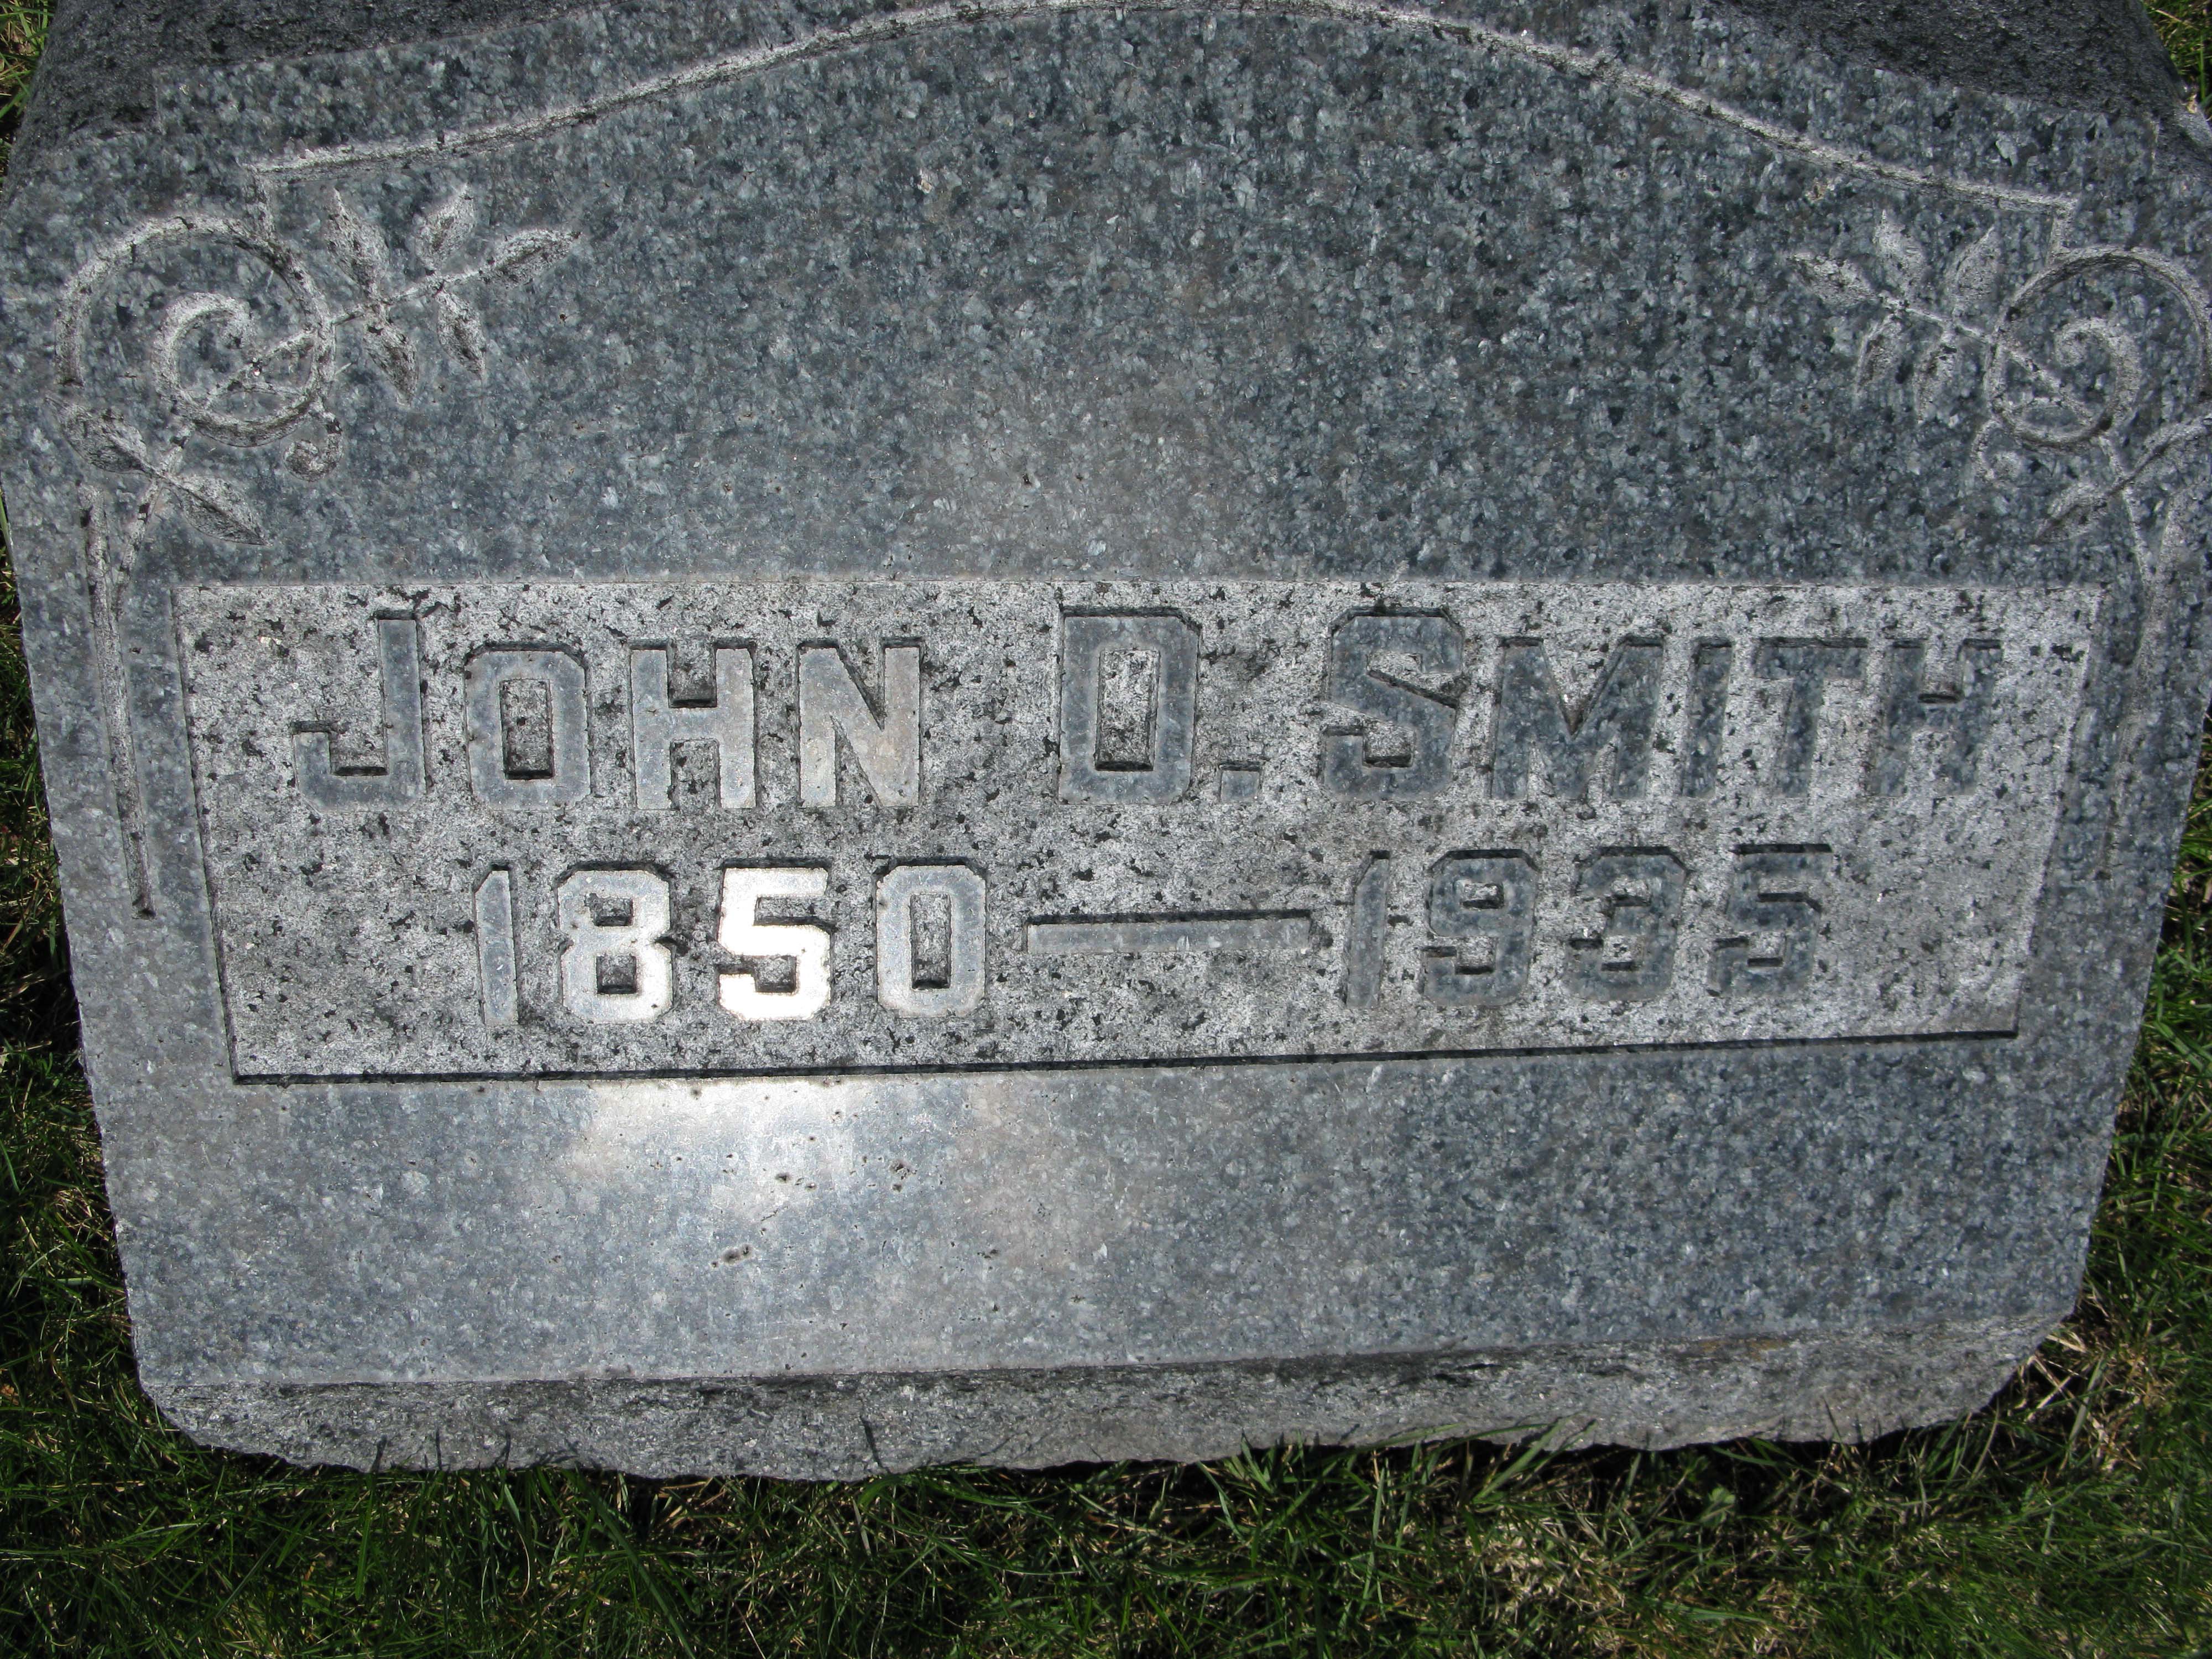 JOHN D. SMITH
1850 — 1935